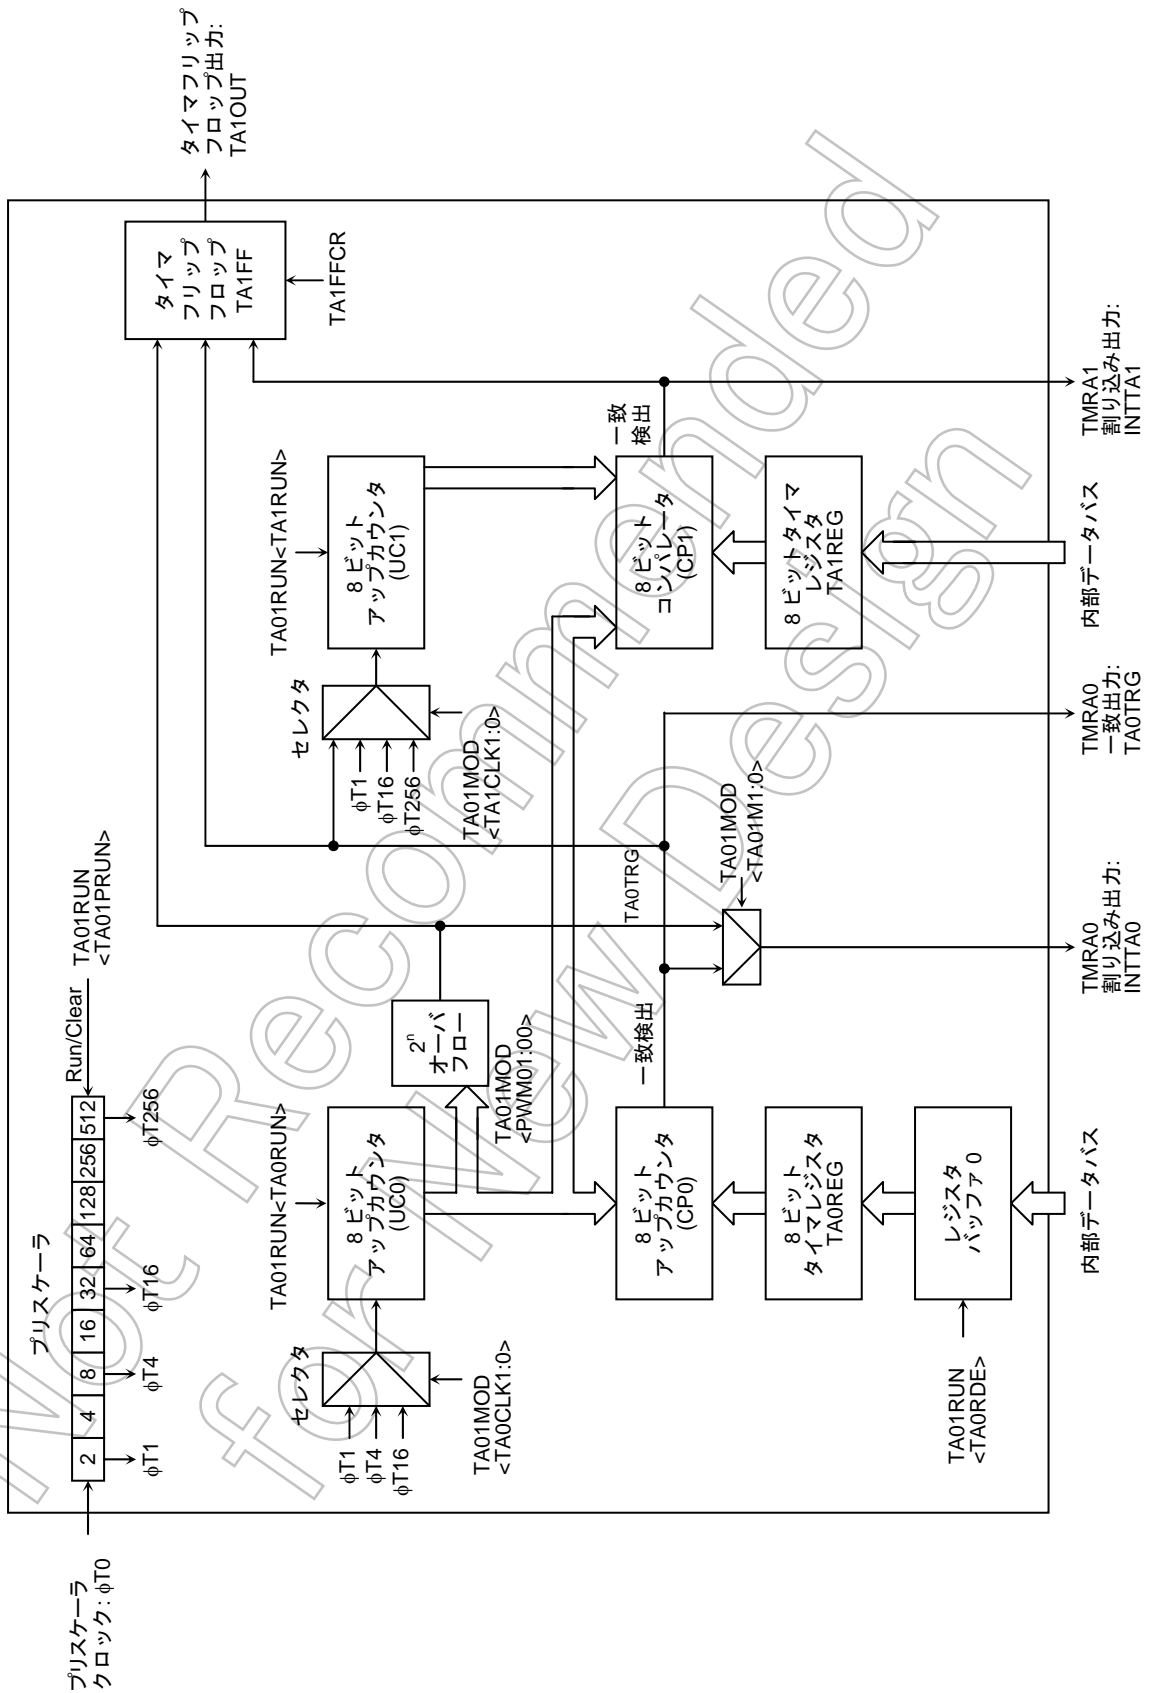 プリスケーラ
クロック: φT0
プリスケーラ
2
4
8
16
32
64
128
256
512
Run/Clear
TA01RUN
<TA01PRUN>
φT1
φT4
φT16
φT256
セレクタ
φT1
φT4
φT16
TA01MOD
<TA0CLK1:0>
TA01RUN<TA0RUN>
8 ビット
アップカウンタ
(UC0)
2ⁿ
オーバ
フロー
TA01MOD
<PWM01:00>
セレクタ
φT1
φT16
φT256
TA01MOD
<TA1CLK1:0>
TA01RUN<TA1RUN>
8 ビット
アップカウンタ
(UC1)
タイマ
フリップ
フロップ
TA1FF
TA1FFCR
タイマフリップ
フロップ出力:
TA1OUT
8 ビット
アップカウンタ
(CP0)
一致検出
TA0TRG
TA01MOD
<TA01M1:0>
8 ビット
コンパレータ
(CP1)
一致
検出
8 ビット
タイマレジスタ
TA0REG
8 ビットタイマ
レジスタ
TA1REG
TA01RUN
<TA0RDE>
レジスタ
バッファ 0
内部データバス
TMRA0
割り込み出力:
INTTA0
TMRA0
一致出力:
TA0TRG
内部データバス
TMRA1
割り込み出力:
INTTA1
Not Recommended
for New Design